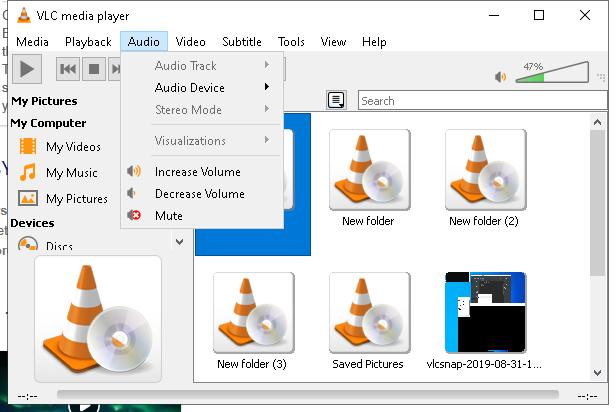 VLC media player
Media Playback Audio Video Subtitle Tools View Help
Audio Track
Audio Device
Stereo Mode
Visualizations
Increase Volume
Decrease Volume
Mute
47%
Search
My Pictures
My Computer
My Videos
My Music
My Pictures
Devices
Discs
New folder
New folder (2)
New folder (3)
Saved Pictures
vlcsnap-2019-08-31-1...
--:--
--:--